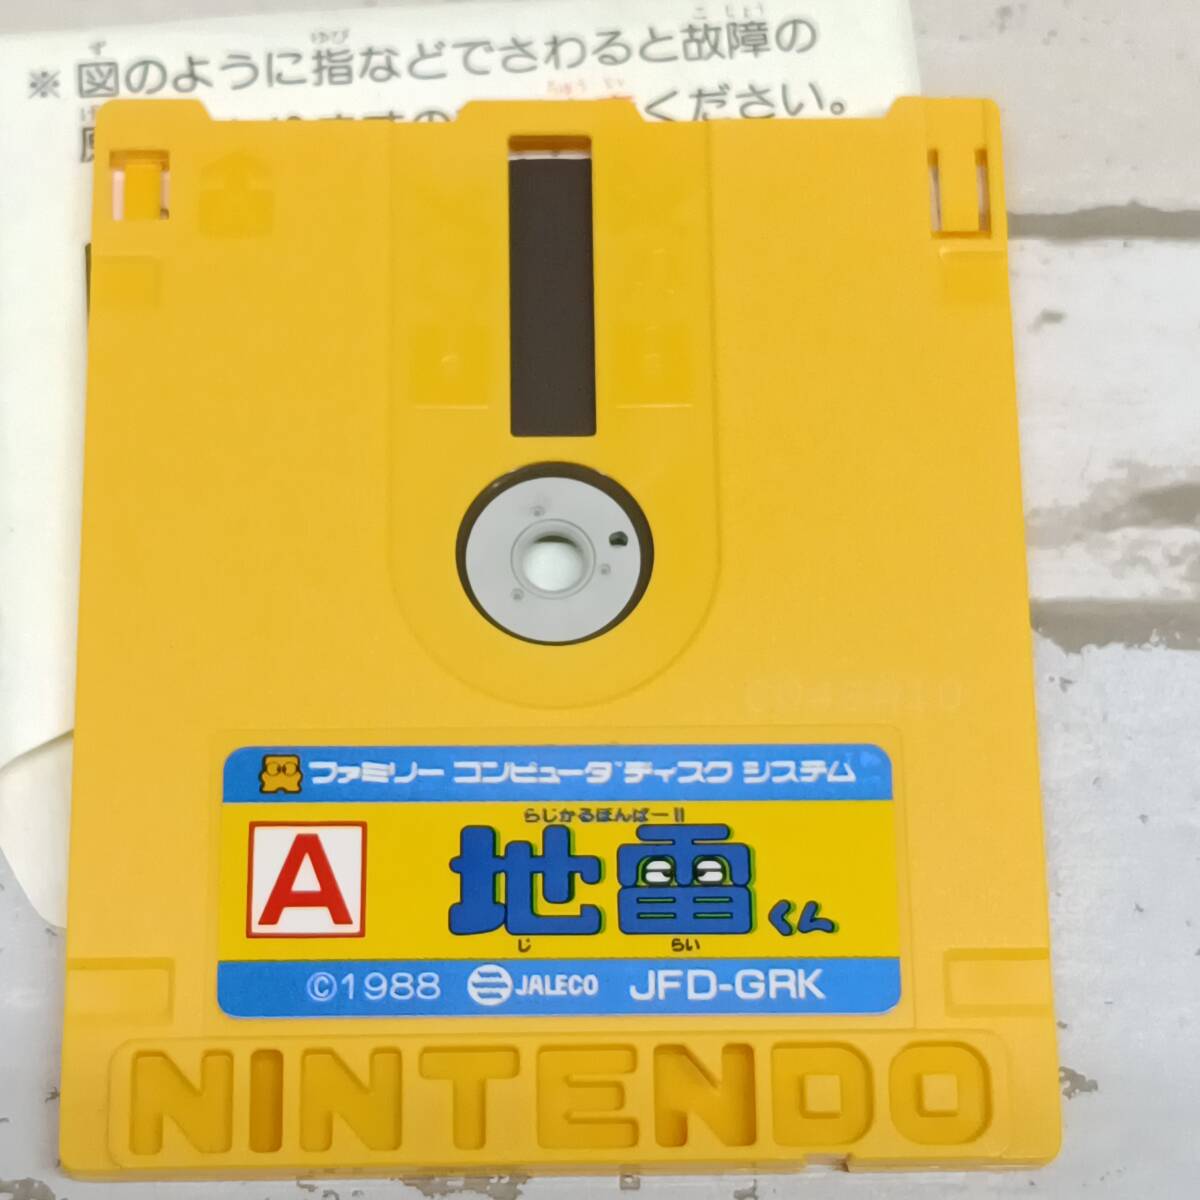 ※図のように指などでさわると故障の
ください。
ファミリー コンピュータ ディスク システム
A
らじかるぼんばーII
地雷くん
じ らい
©1988 JALECO JFD-GRK
NINTENDO